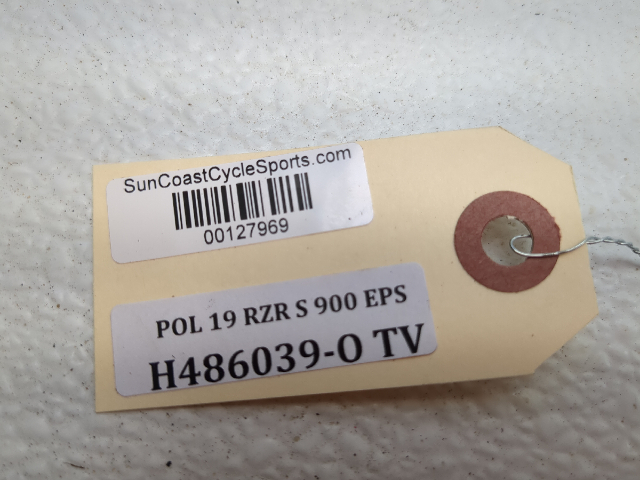 SunCoastCycleSports.com
00127969
POL 19 RZR S 900 EPS
H486039-O TV